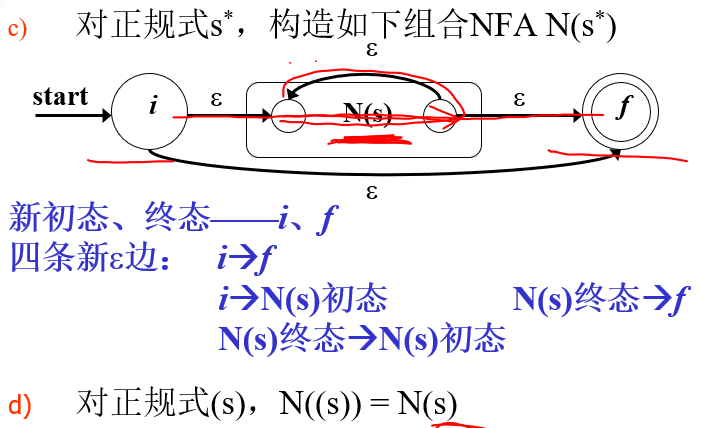 c) 对正规式s*，构造如下组合NFA N(s*)
ε
start i ε N(s) ε f
ε
新初态、终态——i、f
四条新ε边： i→f
i→N(s)初态 N(s)终态→f
N(s)终态→N(s)初态
d) 对正规式(s)，N((s)) = N(s)